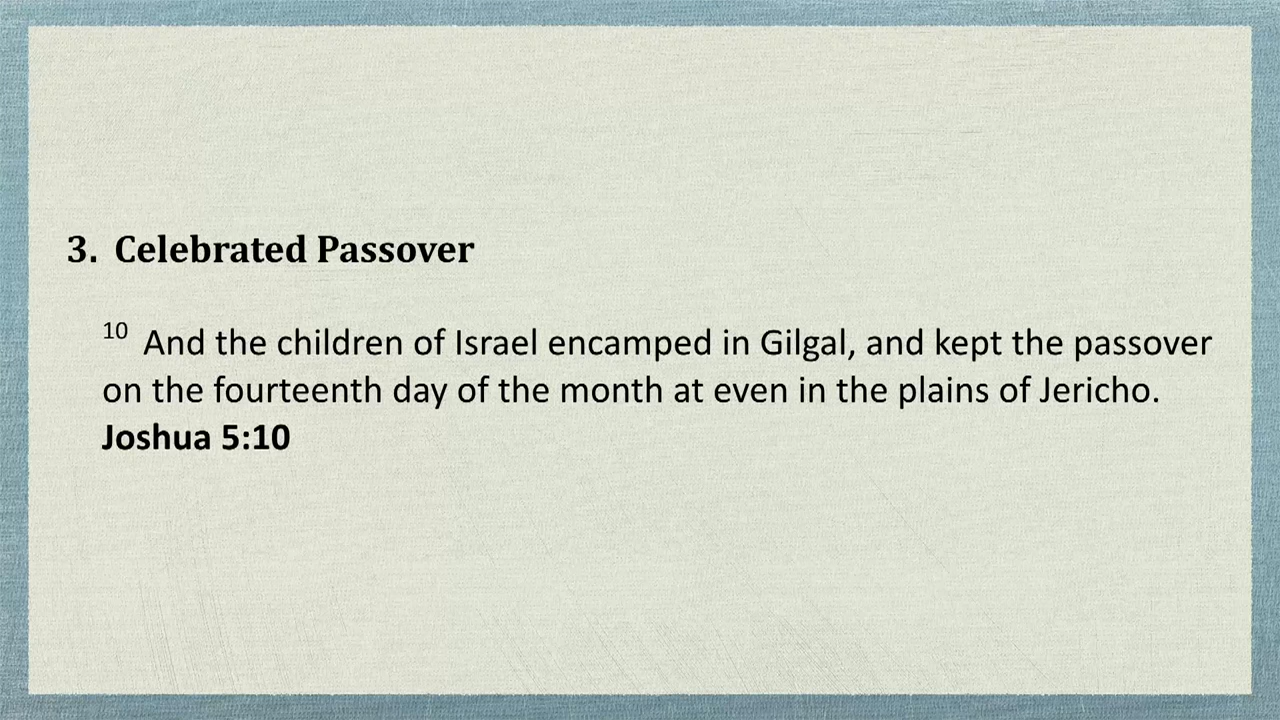 3. Celebrated Passover
10 And the children of Israel encamped in Gilgal, and kept the passover
on the fourteenth day of the month at even in the plains of Jericho.
Joshua 5:10